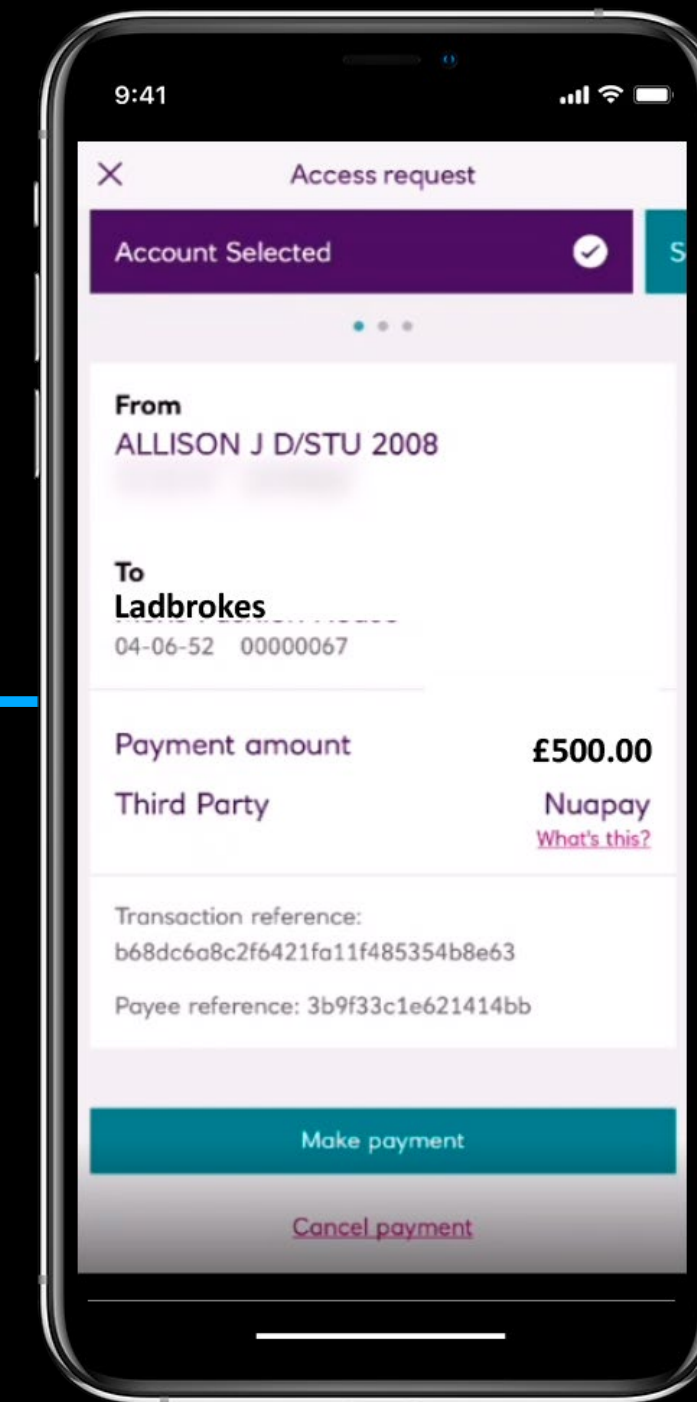 9:41
Access request
Account Selected
S
From
ALLISON J D/STU 2008
To
Ladbrokes
04-06-52 00000067
Payment amount £500.00
Third Party Nuapay
What's this?
Transaction reference:
b68dc6a8c2f6421fa11f485354b8e63
Payee reference: 3b9f33c1e621414bb
Make payment
Cancel payment